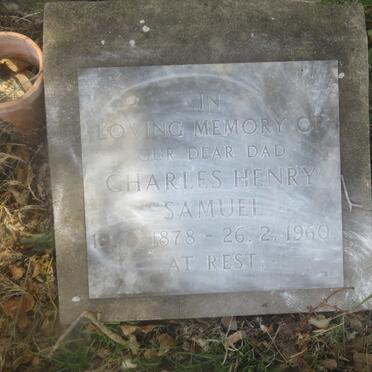 IN
LOVING MEMORY OF
OUR DEAR DAD
CHARLES HENRY
SAMUEL
1878 - 26. 2. 1960
AT REST